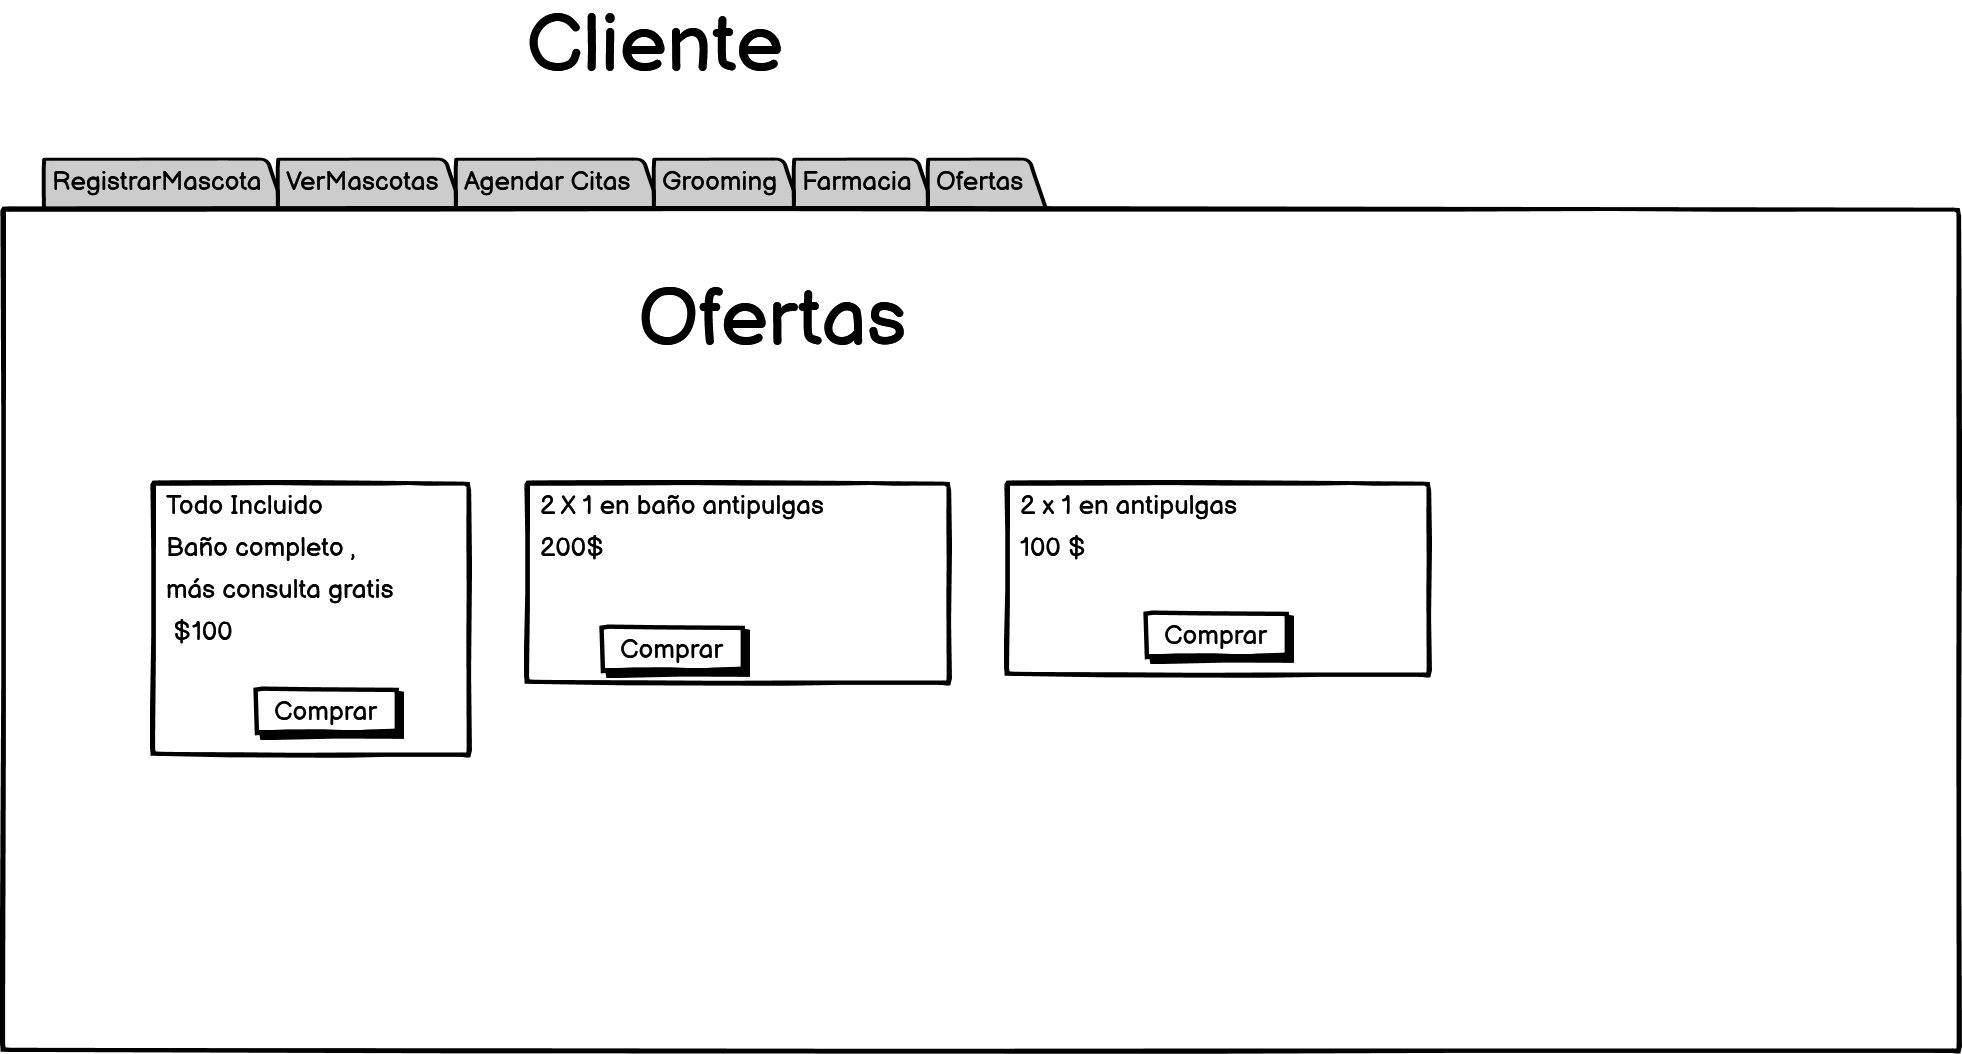 Cliente
RegistrarMascota
VerMascotas
Agendar Citas
Grooming
Farmacia
Ofertas
Ofertas
Todo Incluido
Baño completo ,
más consulta gratis
$100
Comprar
2 X 1 en baño antipulgas
200$
Comprar
2 x 1 en antipulgas
100 $
Comprar